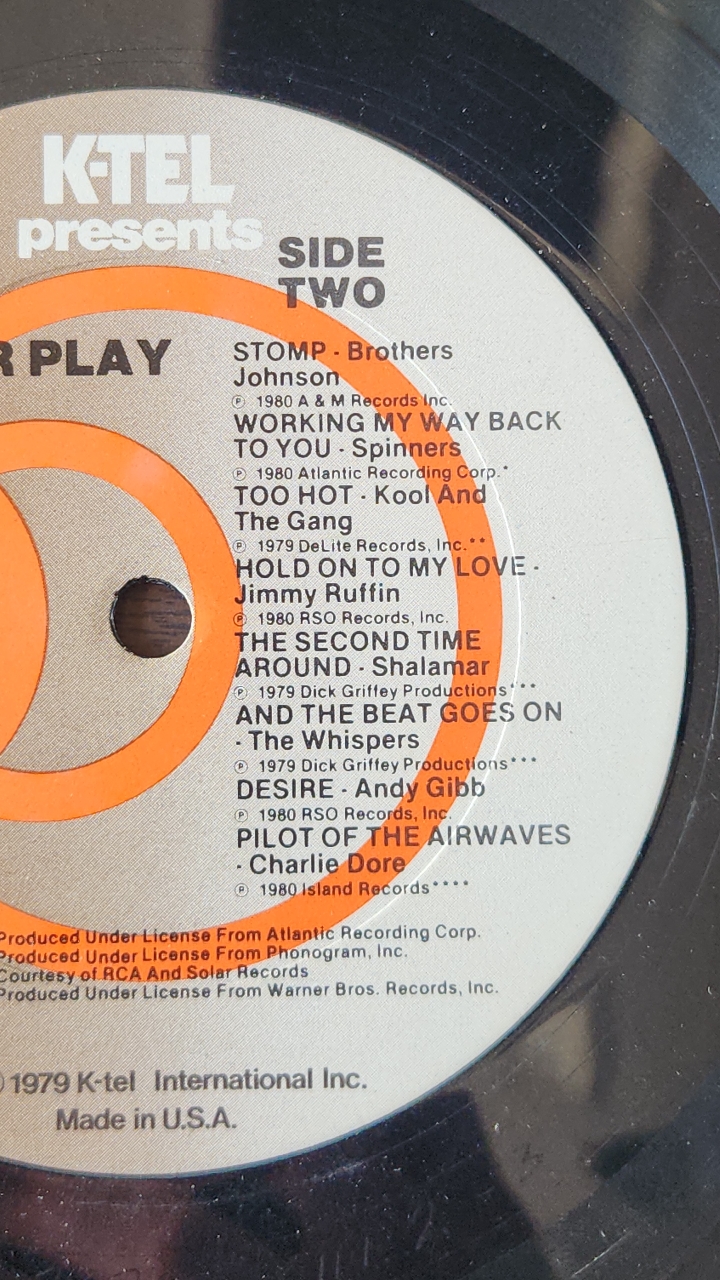 K-TEL
presents
SIDE
TWO
R PLAY
STOMP - Brothers
Johnson
Ⓟ 1980 A & M Records Inc.
WORKING MY WAY BACK
TO YOU - Spinners
Ⓟ 1980 Atlantic Recording Corp.*
TOO HOT - Kool And
The Gang
Ⓟ 1979 DeLite Records, Inc.**
HOLD ON TO MY LOVE -
Jimmy Ruffin
Ⓟ 1980 RSO Records, Inc.
THE SECOND TIME
AROUND - Shalamar
Ⓟ 1979 Dick Griffey Productions***
AND THE BEAT GOES ON
- The Whispers
Ⓟ 1979 Dick Griffey Productions***
DESIRE - Andy Gibb
Ⓟ 1980 RSO Records, Inc.
PILOT OF THE AIRWAVES
- Charlie Dore
Ⓟ 1980 Island Records****
Produced Under License From Atlantic Recording Corp.
Produced Under License From Phonogram, Inc.
Courtesy of RCA And Solar Records
Produced Under License From Warner Bros. Records, Inc.
1979 K-tel International Inc.
Made in U.S.A.